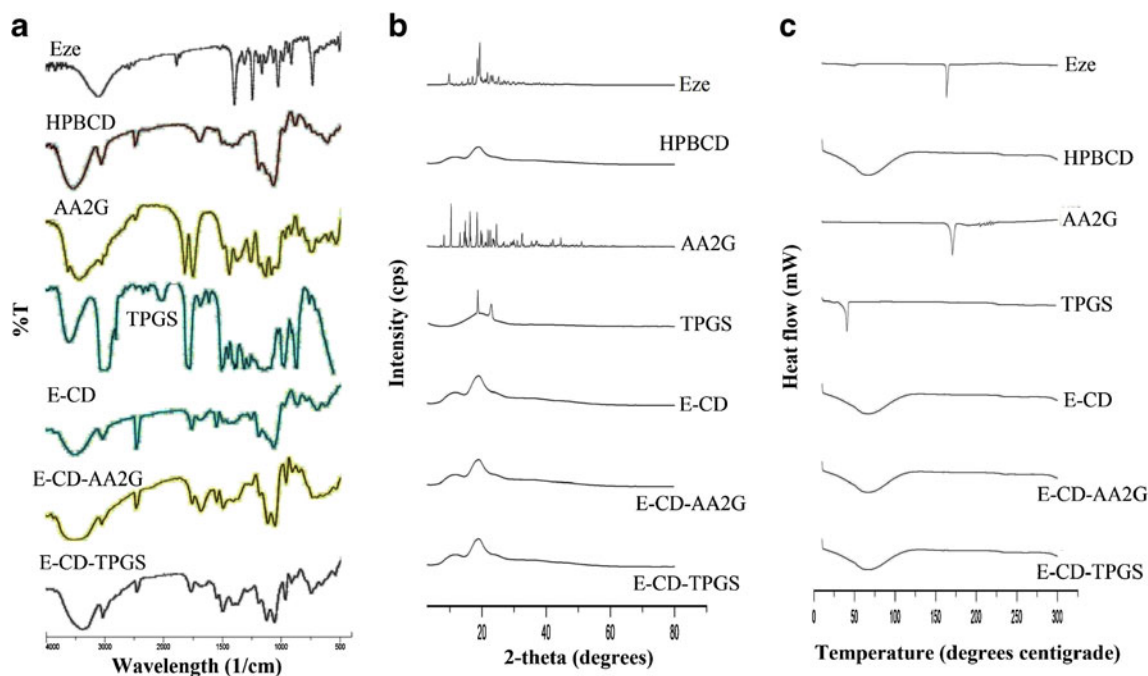 a
Eze
HPBCD
AA2G
TPGS
E-CD
E-CD-AA2G
E-CD-TPGS
%T
4000 3000 2000 1500 1000 500
Wavelength (1/cm)
b
Eze
HPBCD
AA2G
TPGS
E-CD
E-CD-AA2G
E-CD-TPGS
Intensity (cps)
20 40 60 80
2-theta (degrees)
c
Eze
HPBCD
AA2G
TPGS
E-CD
E-CD-AA2G
E-CD-TPGS
Heat flow (mW)
0 50 100 150 200 250 300
Temperature (degrees centigrade)